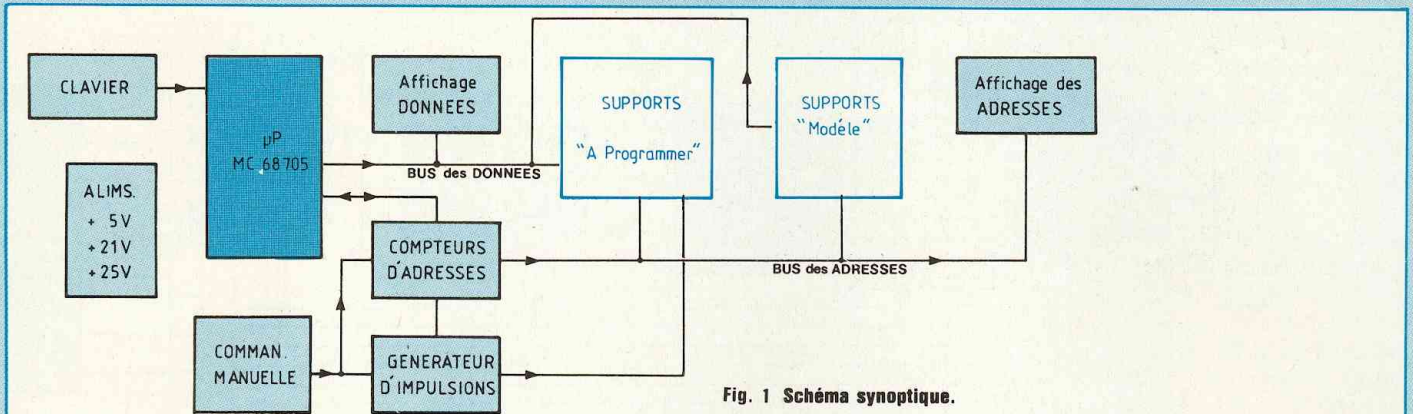 CLAVIER
µP
MC 68705
Affichage
DONNEES
SUPPORTS
"A Programmer"
SUPPORTS
"Modéle"
Affichage des
ADRESSES
BUS des DONNEES
ALIMS.
+ 5V
+21V
+25V
COMPTEURS
D'ADRESSES
BUS des ADRESSES
COMMAN.
MANUELLE
GENERATEUR
D'IMPULSIONS
Fig. 1 Schéma synoptique.